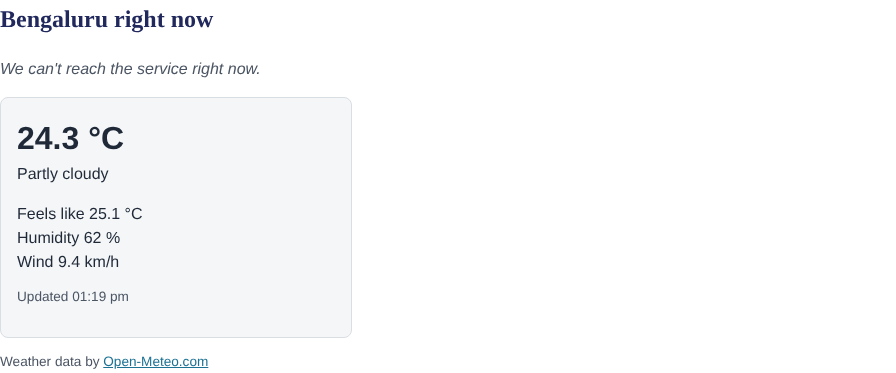 Bengaluru right now
We can't reach the service right now.
24.3 °C
Partly cloudy
Feels like 25.1 °C
Humidity 62 %
Wind 9.4 km/h
Updated 01:19 pm
Weather data by Open-Meteo.com